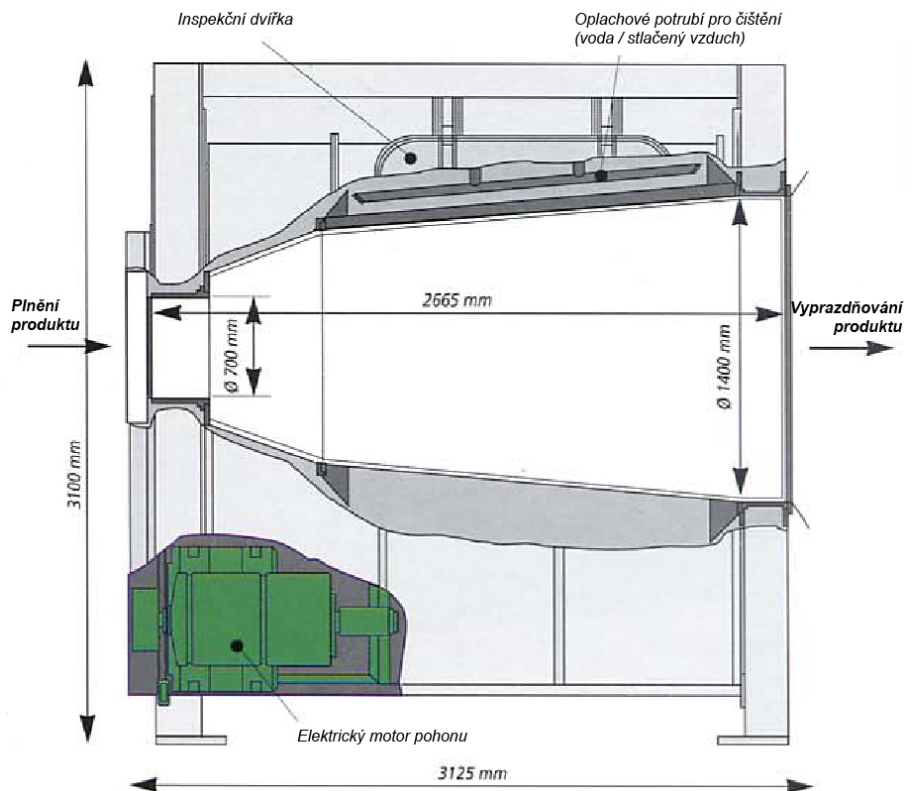 Inspekční dvířka
Oplachové potrubí pro čištění
(voda / stlačený vzduch)
Plnění
produktu
2665 mm
Vyprazdňování
produktu
Ø 700 mm
Ø 1400 mm
3100 mm
Elektrický motor pohonu
3125 mm